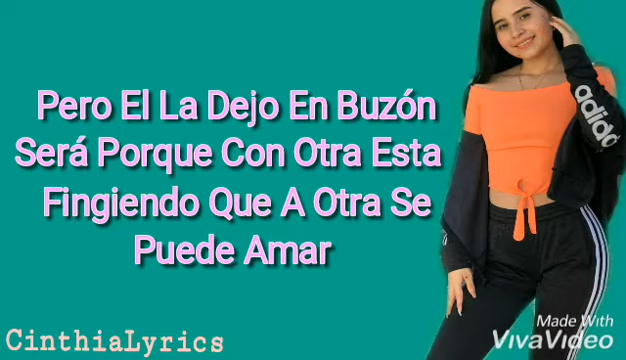 Pero El La Dejo En Buzón
Será Porque Con Otra Esta
Fingiendo Que A Otra Se
Puede Amar
adidas
CinthiaLyrics
Made With
VivaVideo